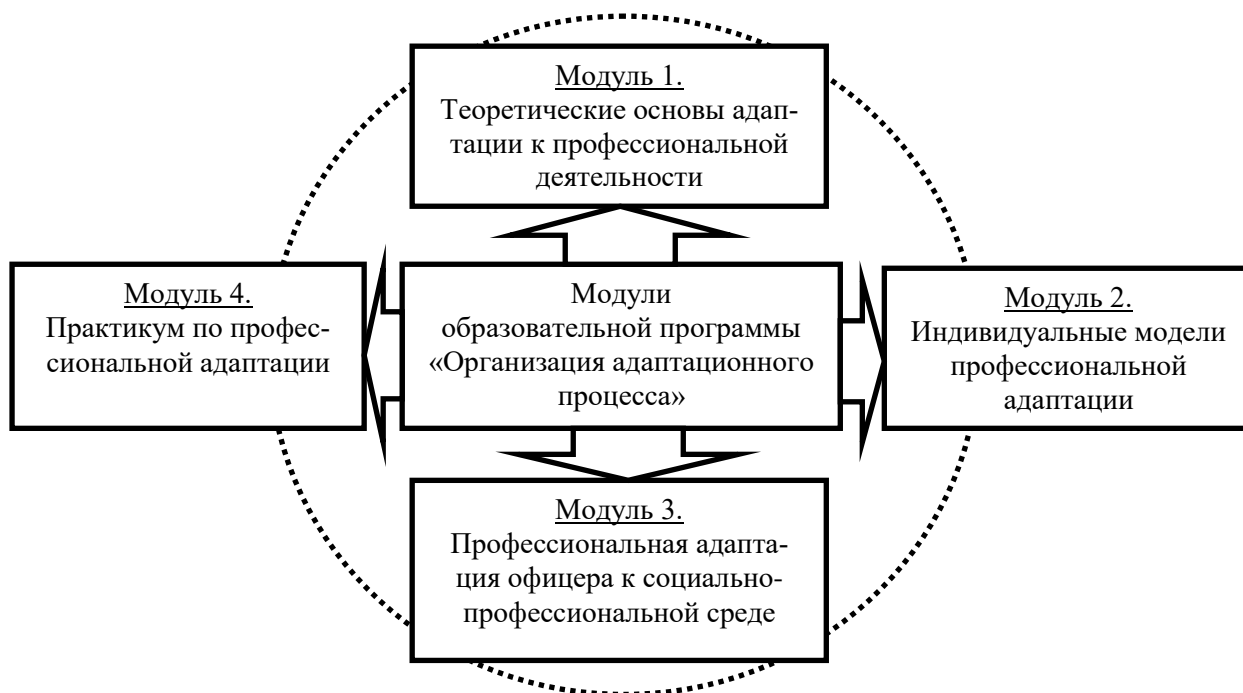 Модуль 1.
Теоретические основы адап-
тации к профессиональной
деятельности
Модуль 4.
Практикум по профес-
сиональной адаптации
Модули
образовательной программы
«Организация адаптационного
процесса»
Модуль 2.
Индивидуальные модели
профессиональной
адаптации
Модуль 3.
Профессиональная адапта-
ция офицера к социально-
профессиональной среде